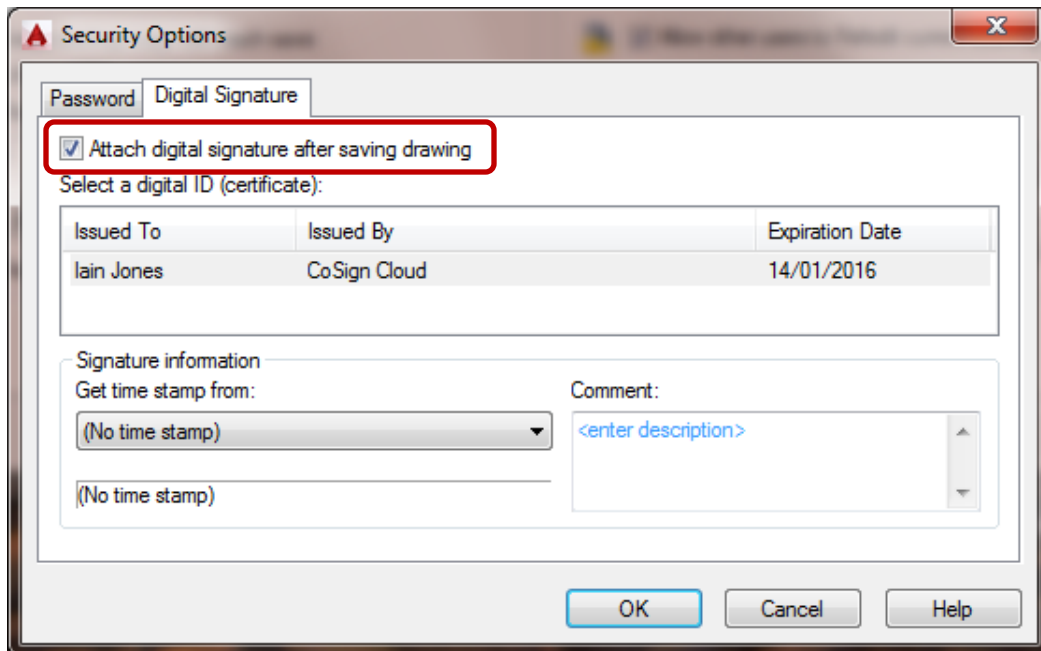 Security Options
Password Digital Signature
Attach digital signature after saving drawing
Select a digital ID (certificate):
Issued To Issued By Expiration Date
Iain Jones CoSign Cloud 14/01/2016
Signature information
Get time stamp from: Comment:
(No time stamp) <enter description>
(No time stamp)
OK Cancel Help